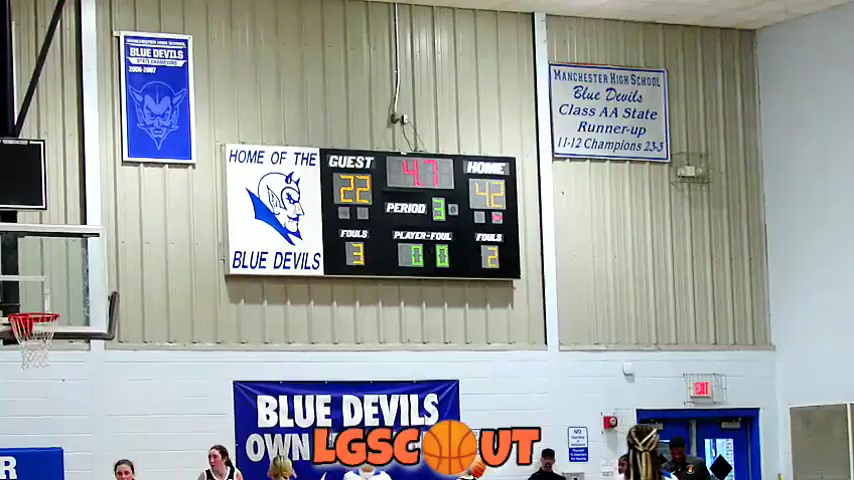 MANCHESTER HIGH SCHOOL
BLUE DEVILS
STATE CHAMPIONS
2006-2007
MANCHESTER HIGH SCHOOL
Blue Devils
Class AA State
Runner-up
11-12 Champions 23-5
HOME OF THE
BLUE DEVILS
GUEST
47
HOME
22
42
PERIOD 3
FOULS
PLAYER-FOUL
FOULS
3
0 0
2
EXIT
BLUE DEVILS
OWN
LGSCOUT
NO
R